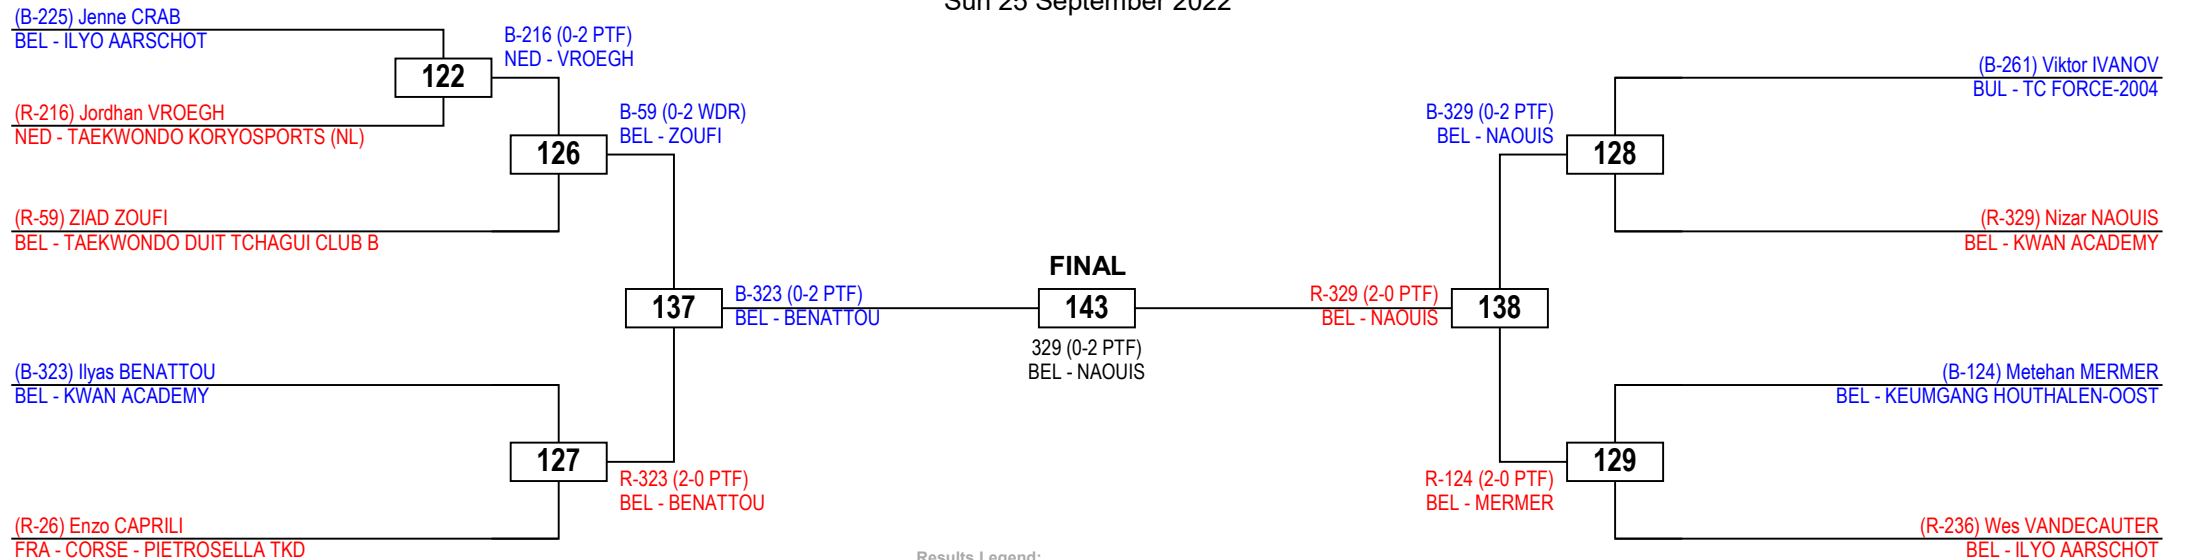 Sun 25 September 2022
(B-225) Jenne CRAB
BEL - ILYO AARSCHOT
B-216 (0-2 PTF)
NED - VROEGH
122
(R-216) Jordhan VROEGH
NED - TAEKWONDO KORYOSPORTS (NL)
B-59 (0-2 WDR)
BEL - ZOUFI
126
(R-59) ZIAD ZOUFI
BEL - TAEKWONDO DUIT TCHAGUI CLUB B
137
B-323 (0-2 PTF)
BEL - BENATTOU
(B-323) Ilyas BENATTOU
BEL - KWAN ACADEMY
127
R-323 (2-0 PTF)
BEL - BENATTOU
(R-26) Enzo CAPRILI
FRA - CORSE - PIETROSELLA TKD
FINAL
143
329 (0-2 PTF)
BEL - NAOUIS
(B-261) Viktor IVANOV
BUL - TC FORCE-2004
B-329 (0-2 PTF)
BEL - NAOUIS
128
(R-329) Nizar NAOUIS
BEL - KWAN ACADEMY
R-329 (2-0 PTF)
BEL - NAOUIS
138
(B-124) Metehan MERMER
BEL - KEUMGANG HOUTHALEN-OOST
129
R-124 (2-0 PTF)
BEL - MERMER
(R-236) Wes VANDECAUTER
BEL - ILYO AARSCHOT
Results Legend: